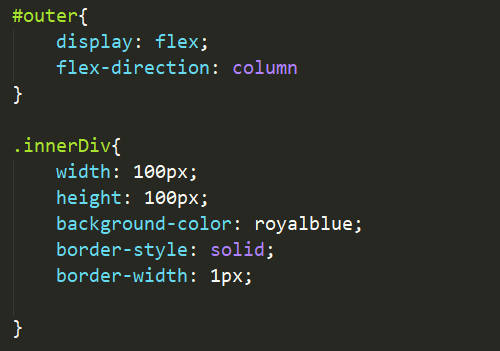 #outer{
    display: flex;
    flex-direction: column
}

.innerDiv{
    width: 100px;
    height: 100px;
    background-color: royalblue;
    border-style: solid;
    border-width: 1px;

}